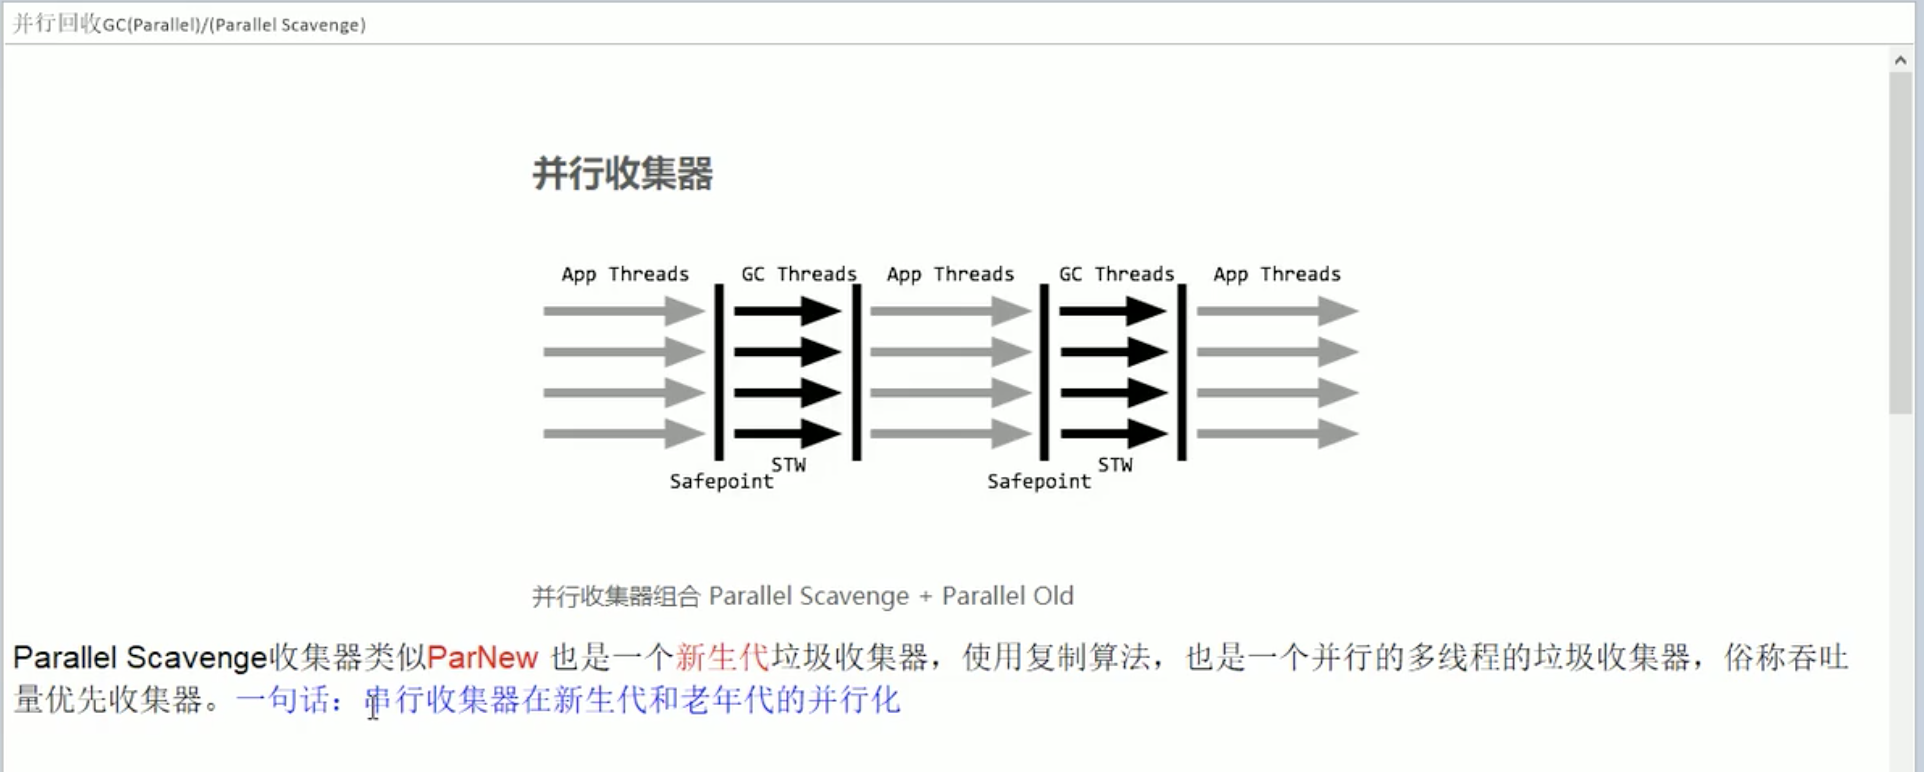 并行回收GC(Parallel)/(Parallel Scavenge)
并行收集器
App Threads GC Threads App Threads GC Threads App Threads
STW STW
Safepoint Safepoint
并行收集器组合 Parallel Scavenge + Parallel Old
Parallel Scavenge收集器类似ParNew 也是一个新生代垃圾收集器，使用复制算法，也是一个并行的多线程的垃圾收集器，俗称吞吐
量优先收集器。一句话：串行收集器在新生代和老年代的并行化